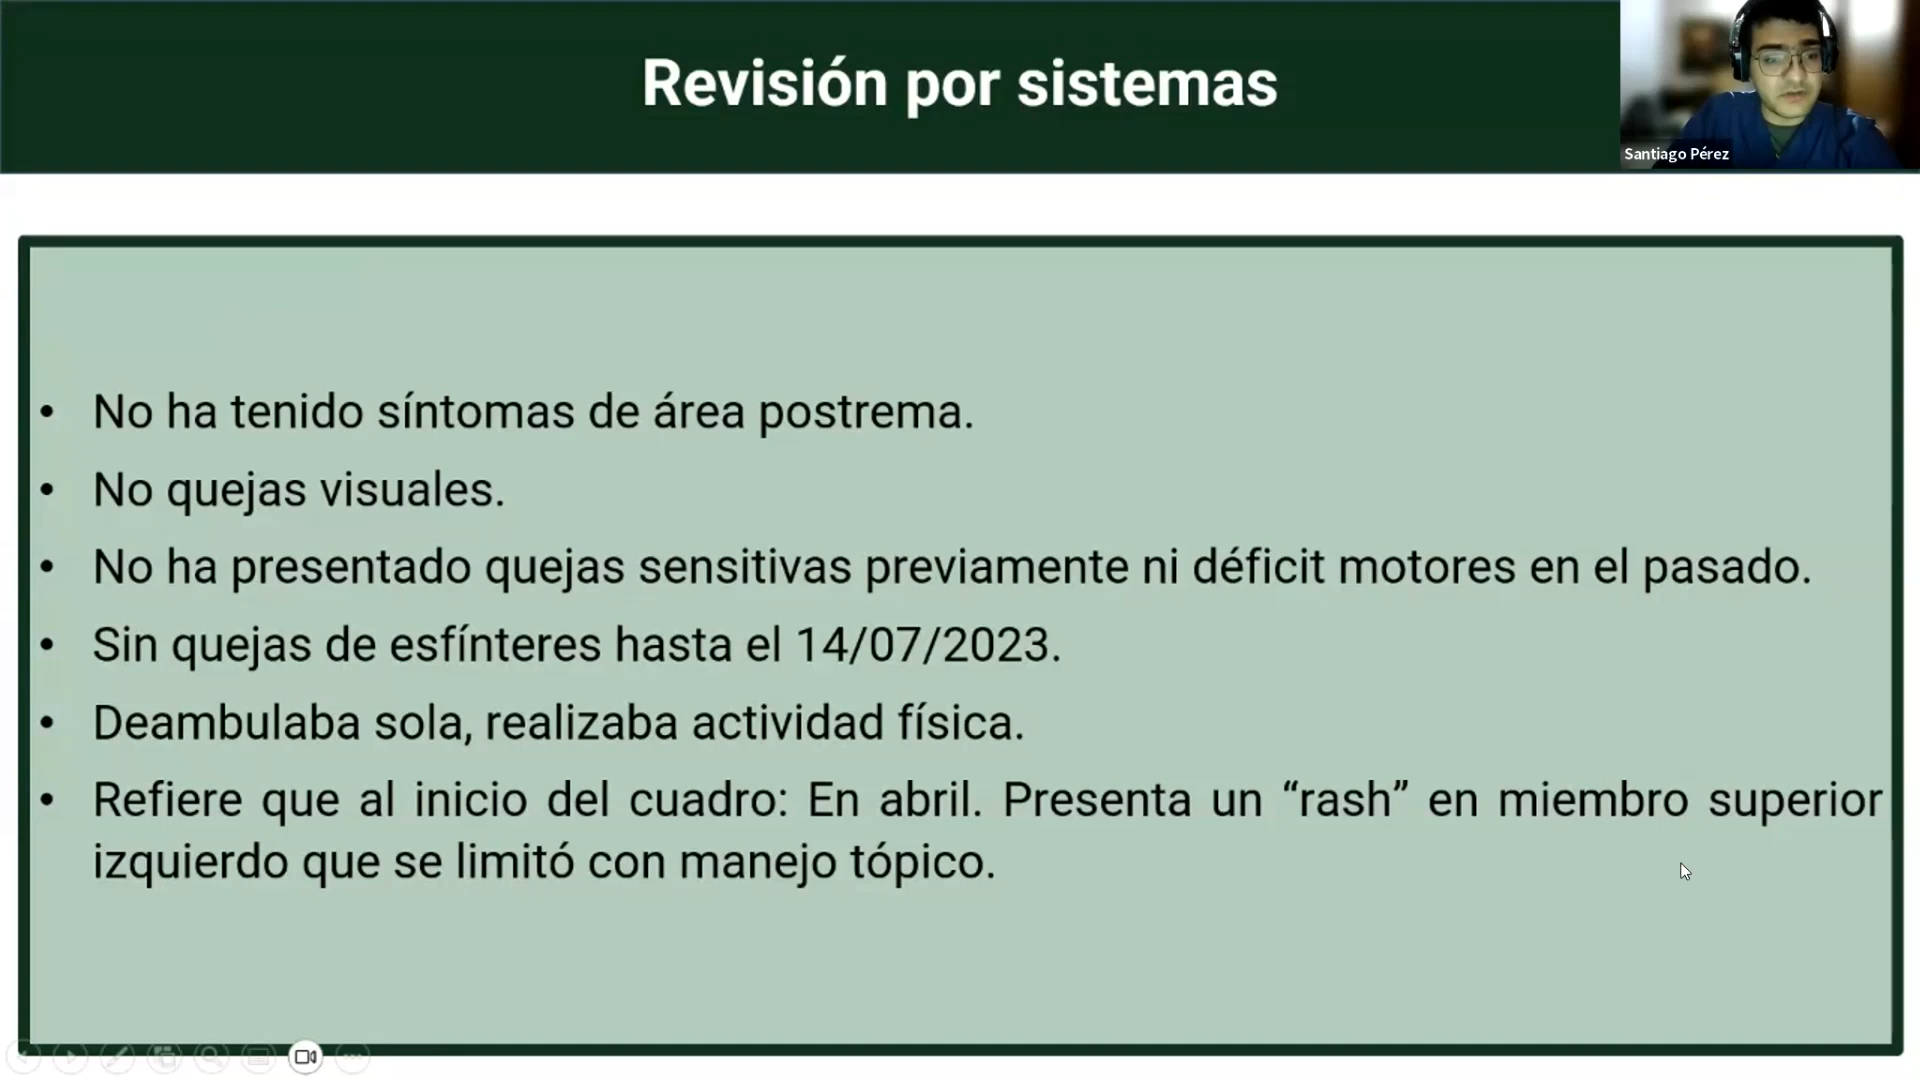 Revisión por sistemas
Santiago Pérez
• No ha tenido síntomas de área postrema.
• No quejas visuales.
• No ha presentado quejas sensitivas previamente ni déficit motores en el pasado.
• Sin quejas de esfínteres hasta el 14/07/2023.
• Deambulaba sola, realizaba actividad física.
• Refiere que al inicio del cuadro: En abril. Presenta un “rash” en miembro superior
izquierdo que se limitó con manejo tópico.